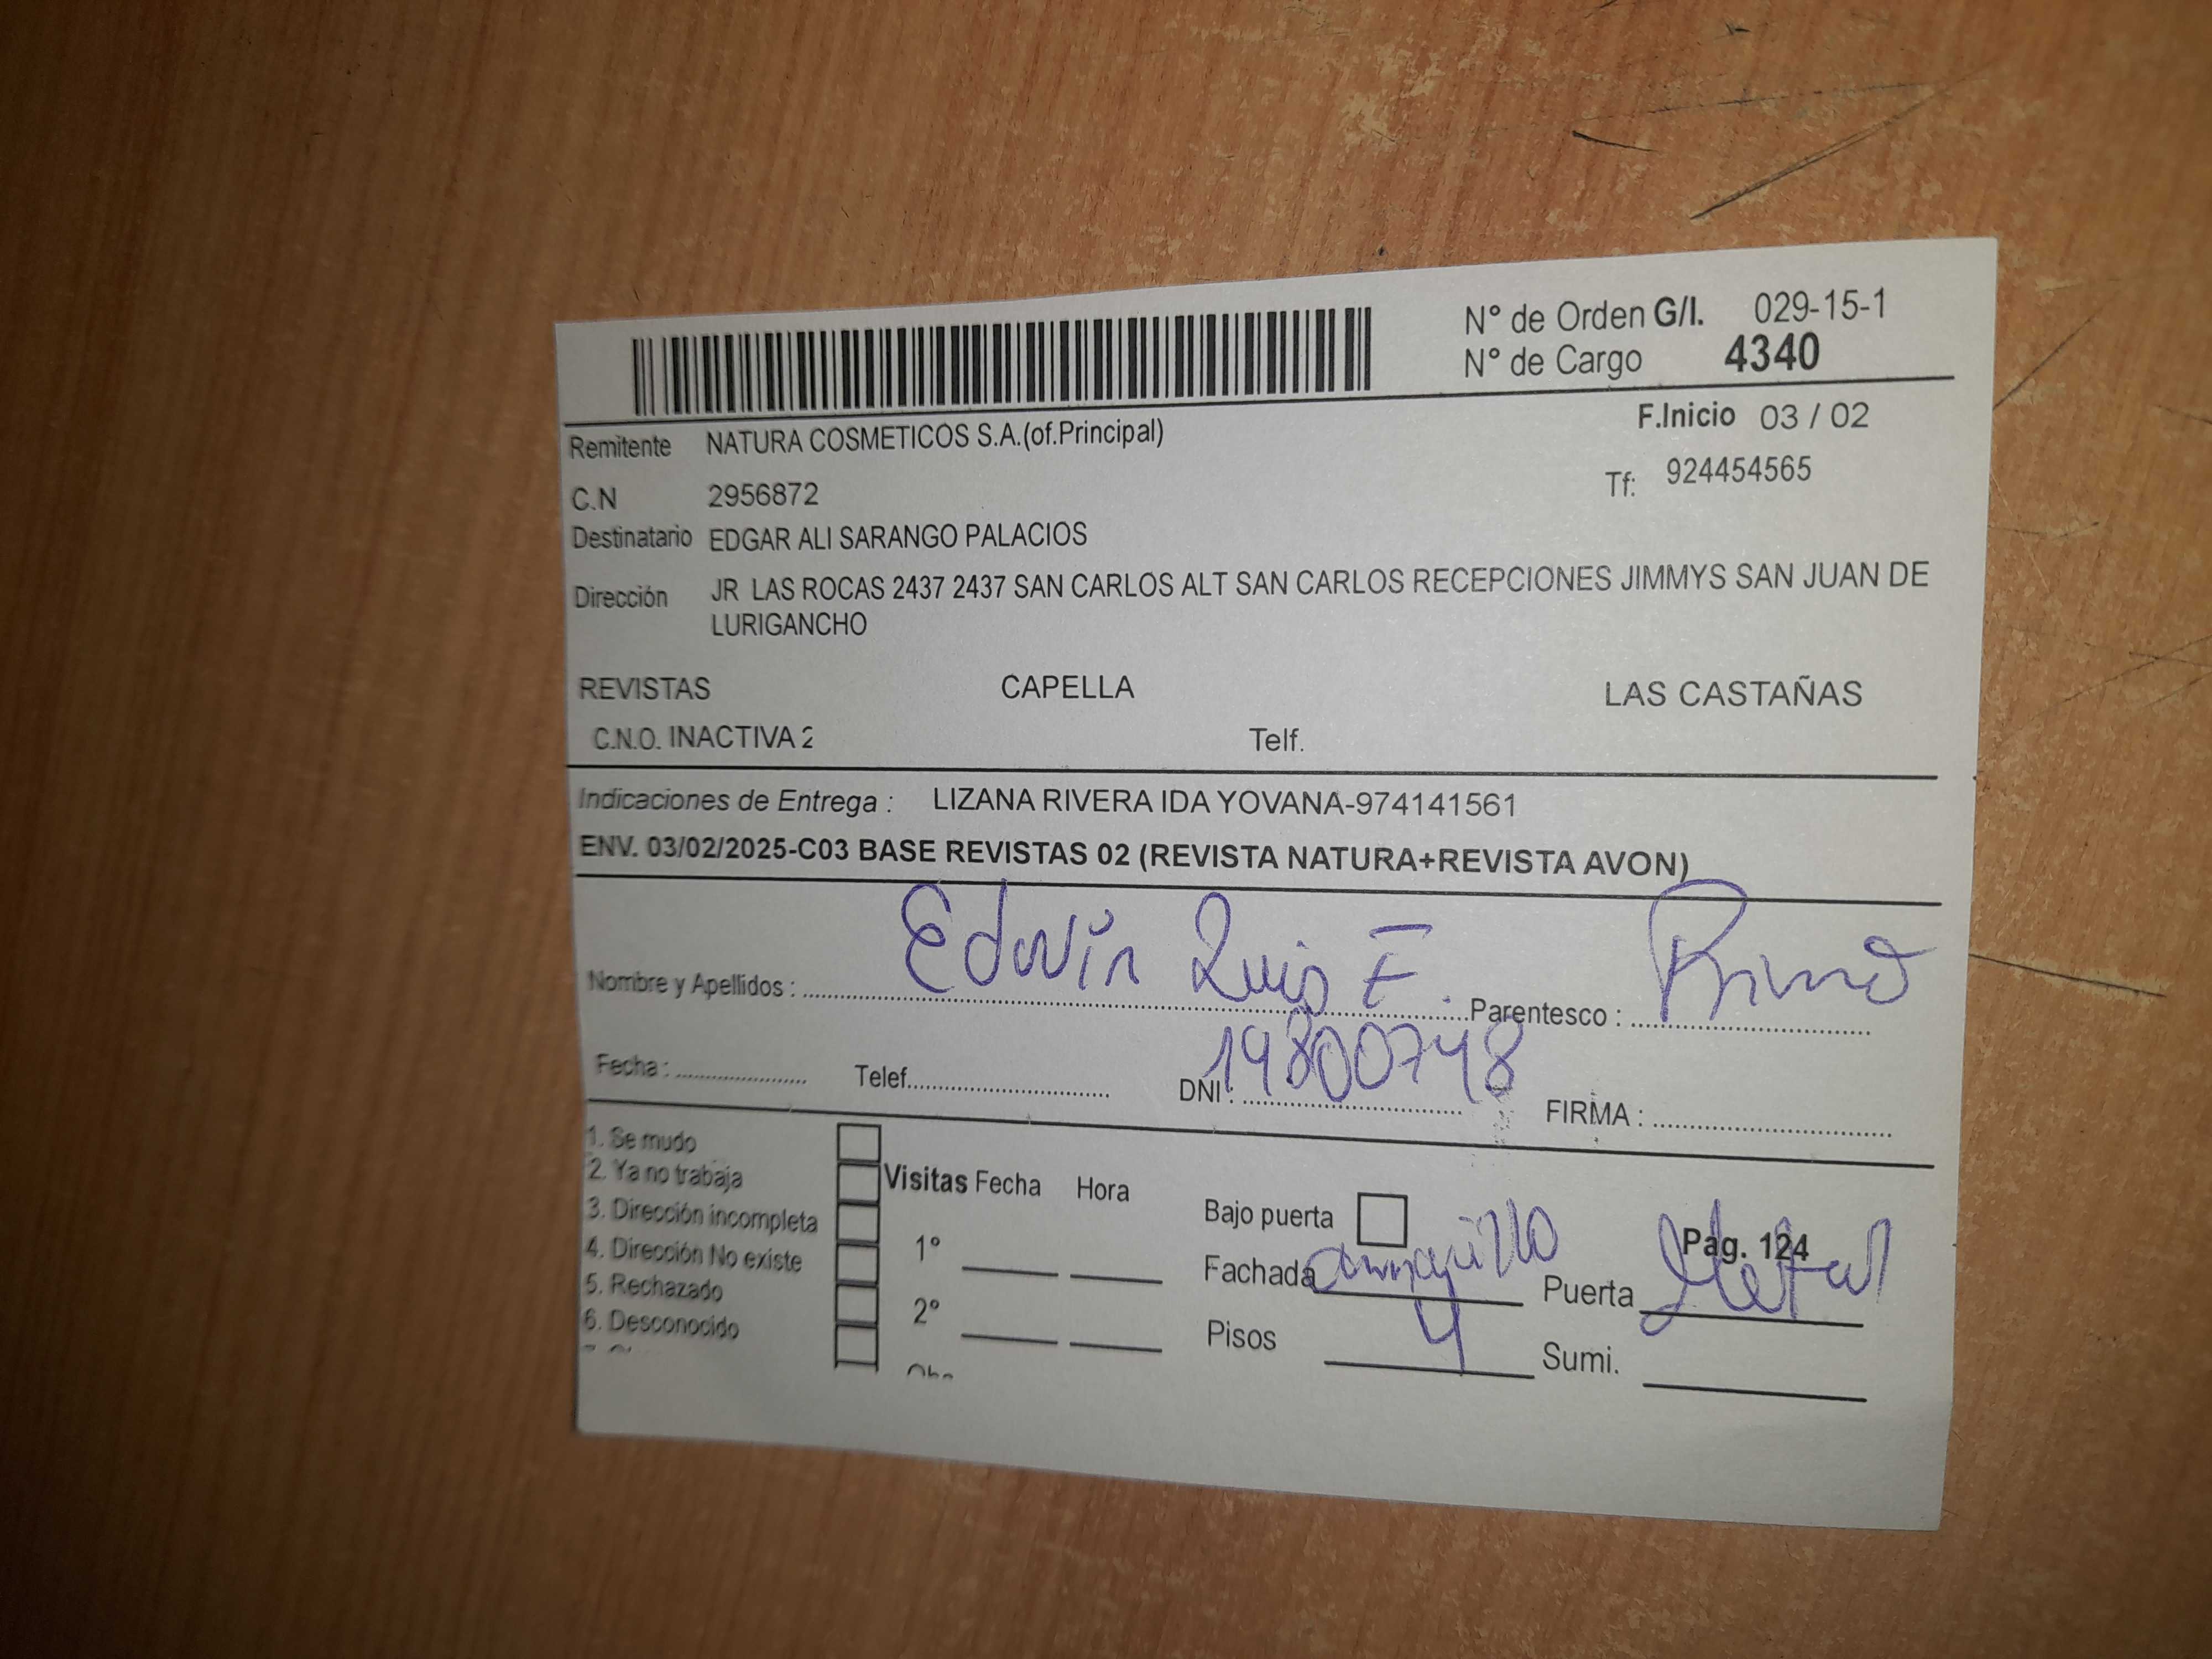 N° de Orden G/I. 029-15-1
N° de Cargo 4340
F.Inicio 03 / 02
Remitente NATURA COSMETICOS S.A.(of.Principal)
Tf: 924454565
C.N 2956872
Destinatario EDGAR ALI SARANGO PALACIOS
Dirección JR LAS ROCAS 2437 2437 SAN CARLOS ALT SAN CARLOS RECEPCIONES JIMMYS SAN JUAN DE
LURIGANCHO
REVISTAS CAPELLA LAS CASTAÑAS
C.N.O. INACTIVA 2 Telf.
Indicaciones de Entrega : LIZANA RIVERA IDA YOVANA-974141561
ENV. 03/02/2025-C03 BASE REVISTAS 02 (REVISTA NATURA+REVISTA AVON)
Nombre y Apellidos : Edwin Luis F. Parentesco : Primo
Fecha : Telef. DNI : 19800748 FIRMA :
1. Se mudo
2. Ya no trabaja
3. Dirección incompleta
4. Dirección No existe
5. Rechazado
6. Desconocido
Visitas Fecha Hora
1°
2°
Bajo puerta
Pag. 124
Fachada amarillo Puerta Metal
Pisos 4 Sumi.